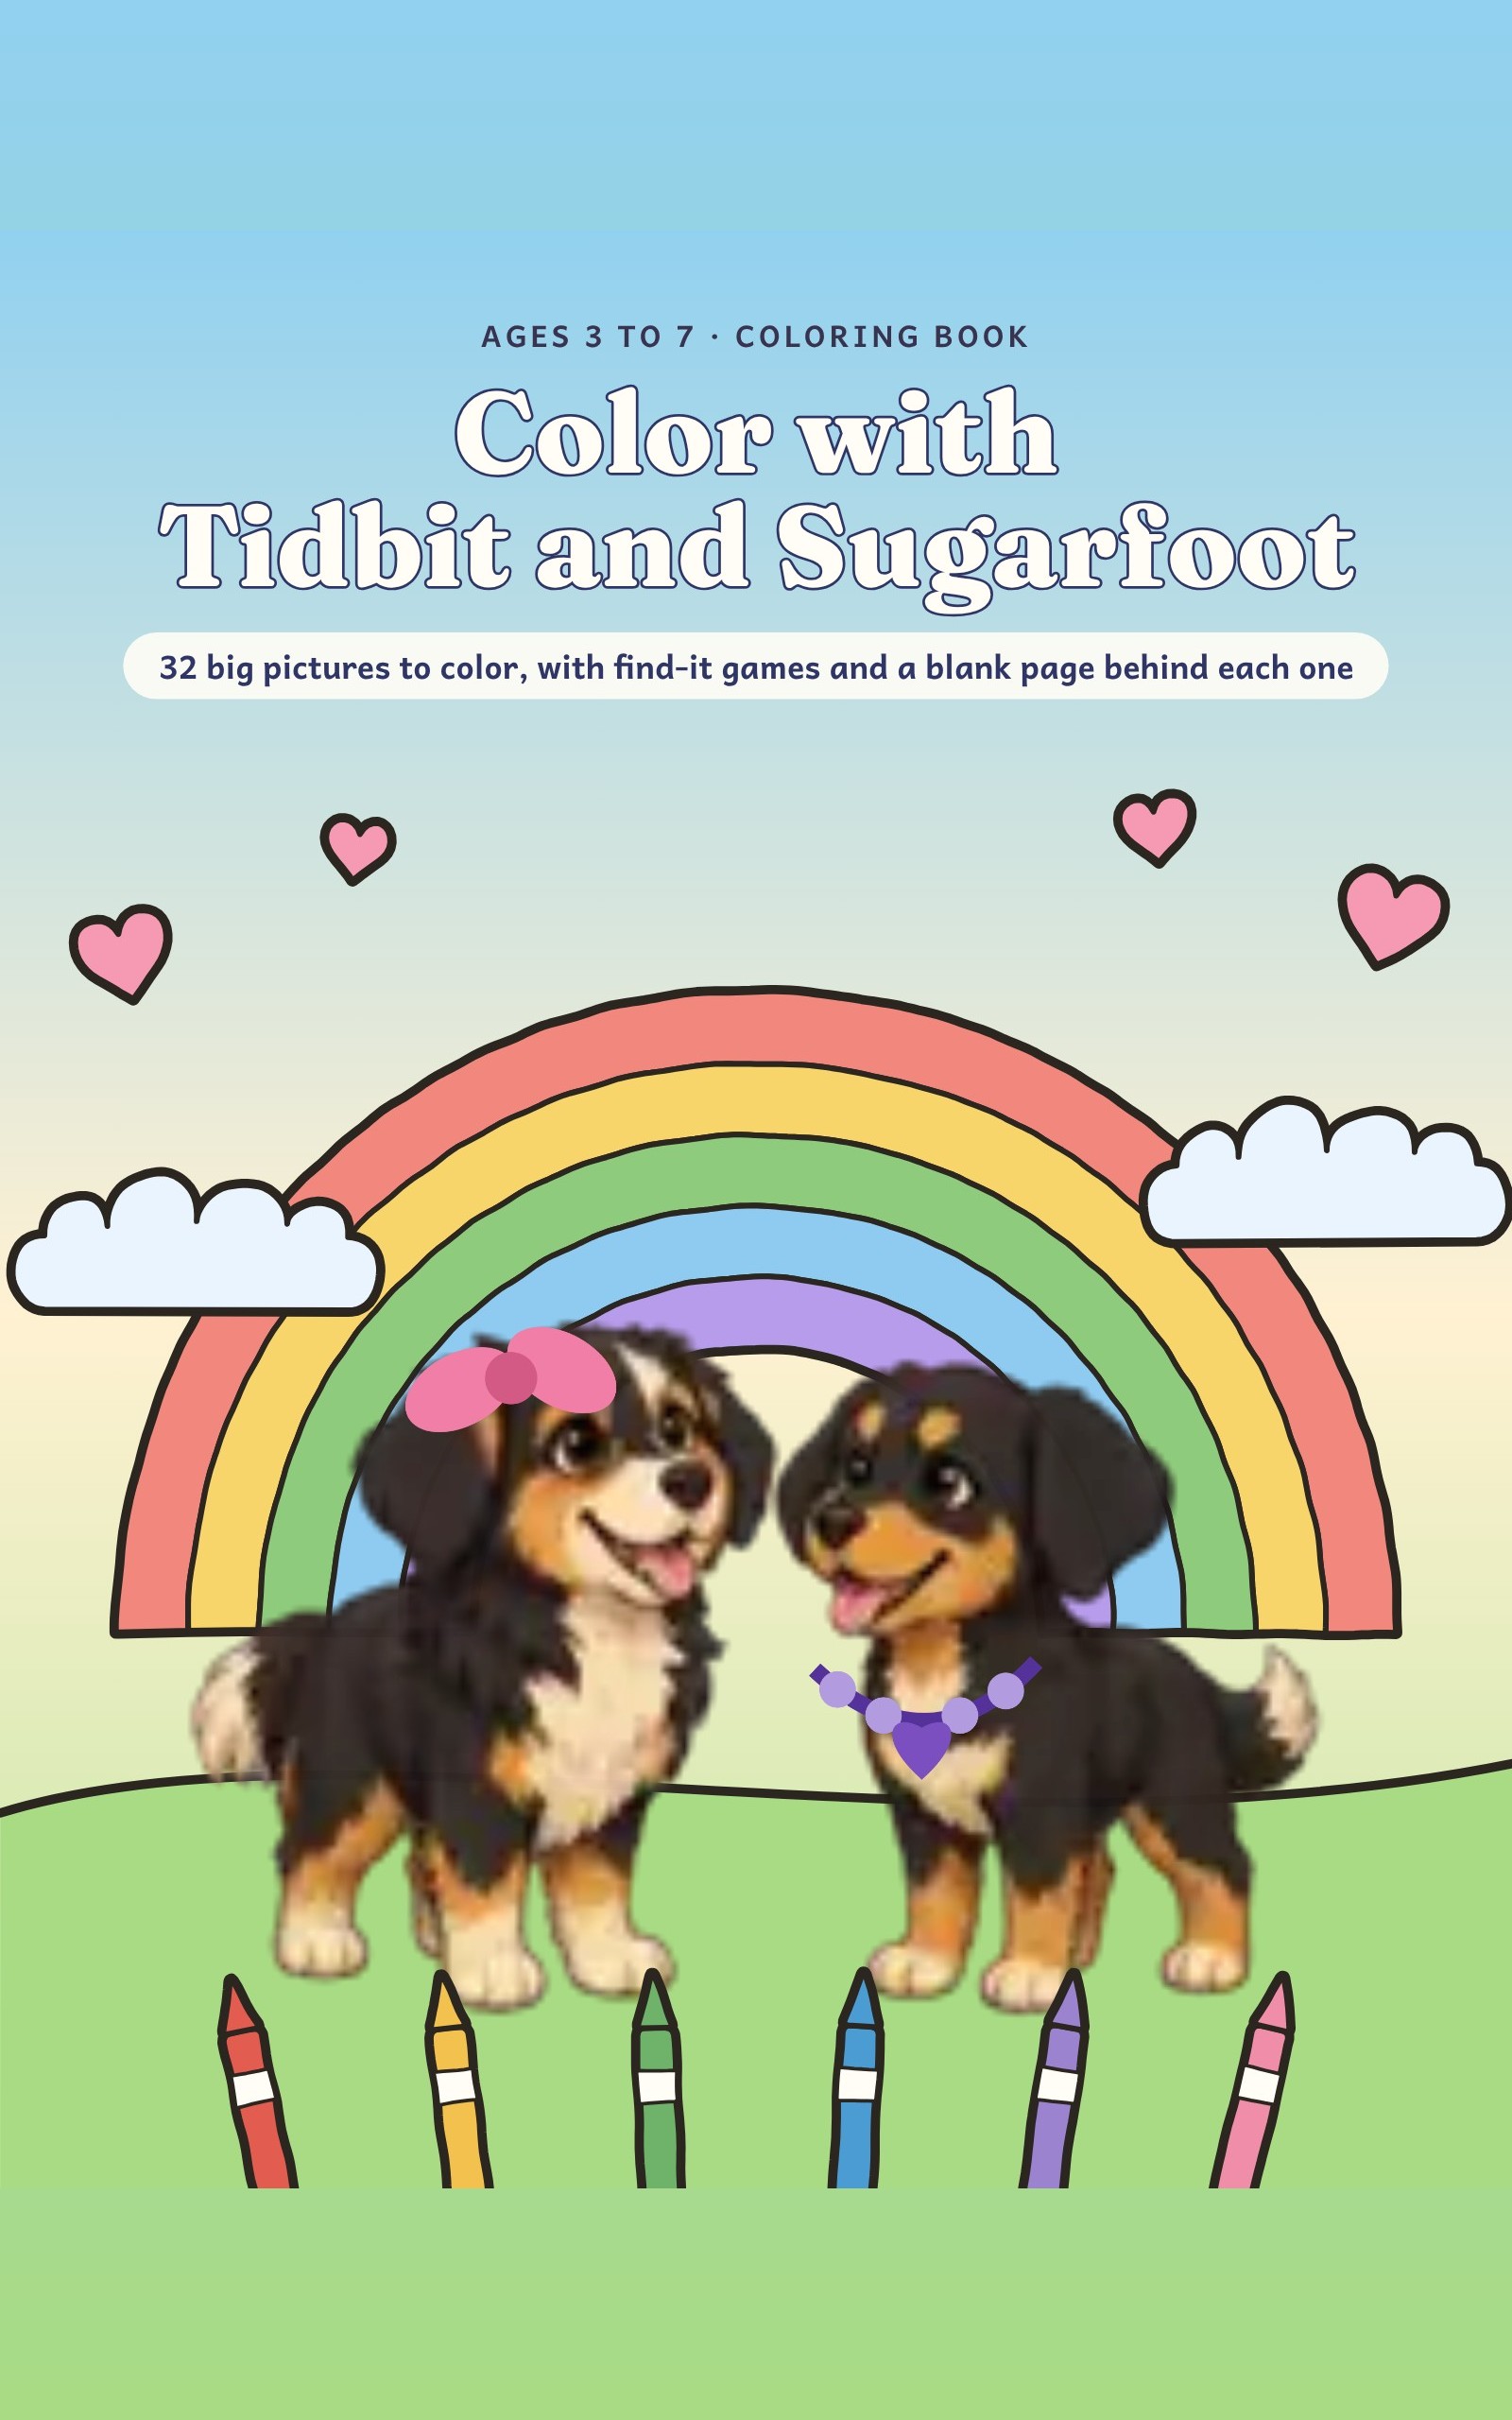 AGES 3 TO 7 · COLORING BOOK
Color with
Tidbit and Sugarfoot
32 big pictures to color, with find-it games and a blank page behind each one